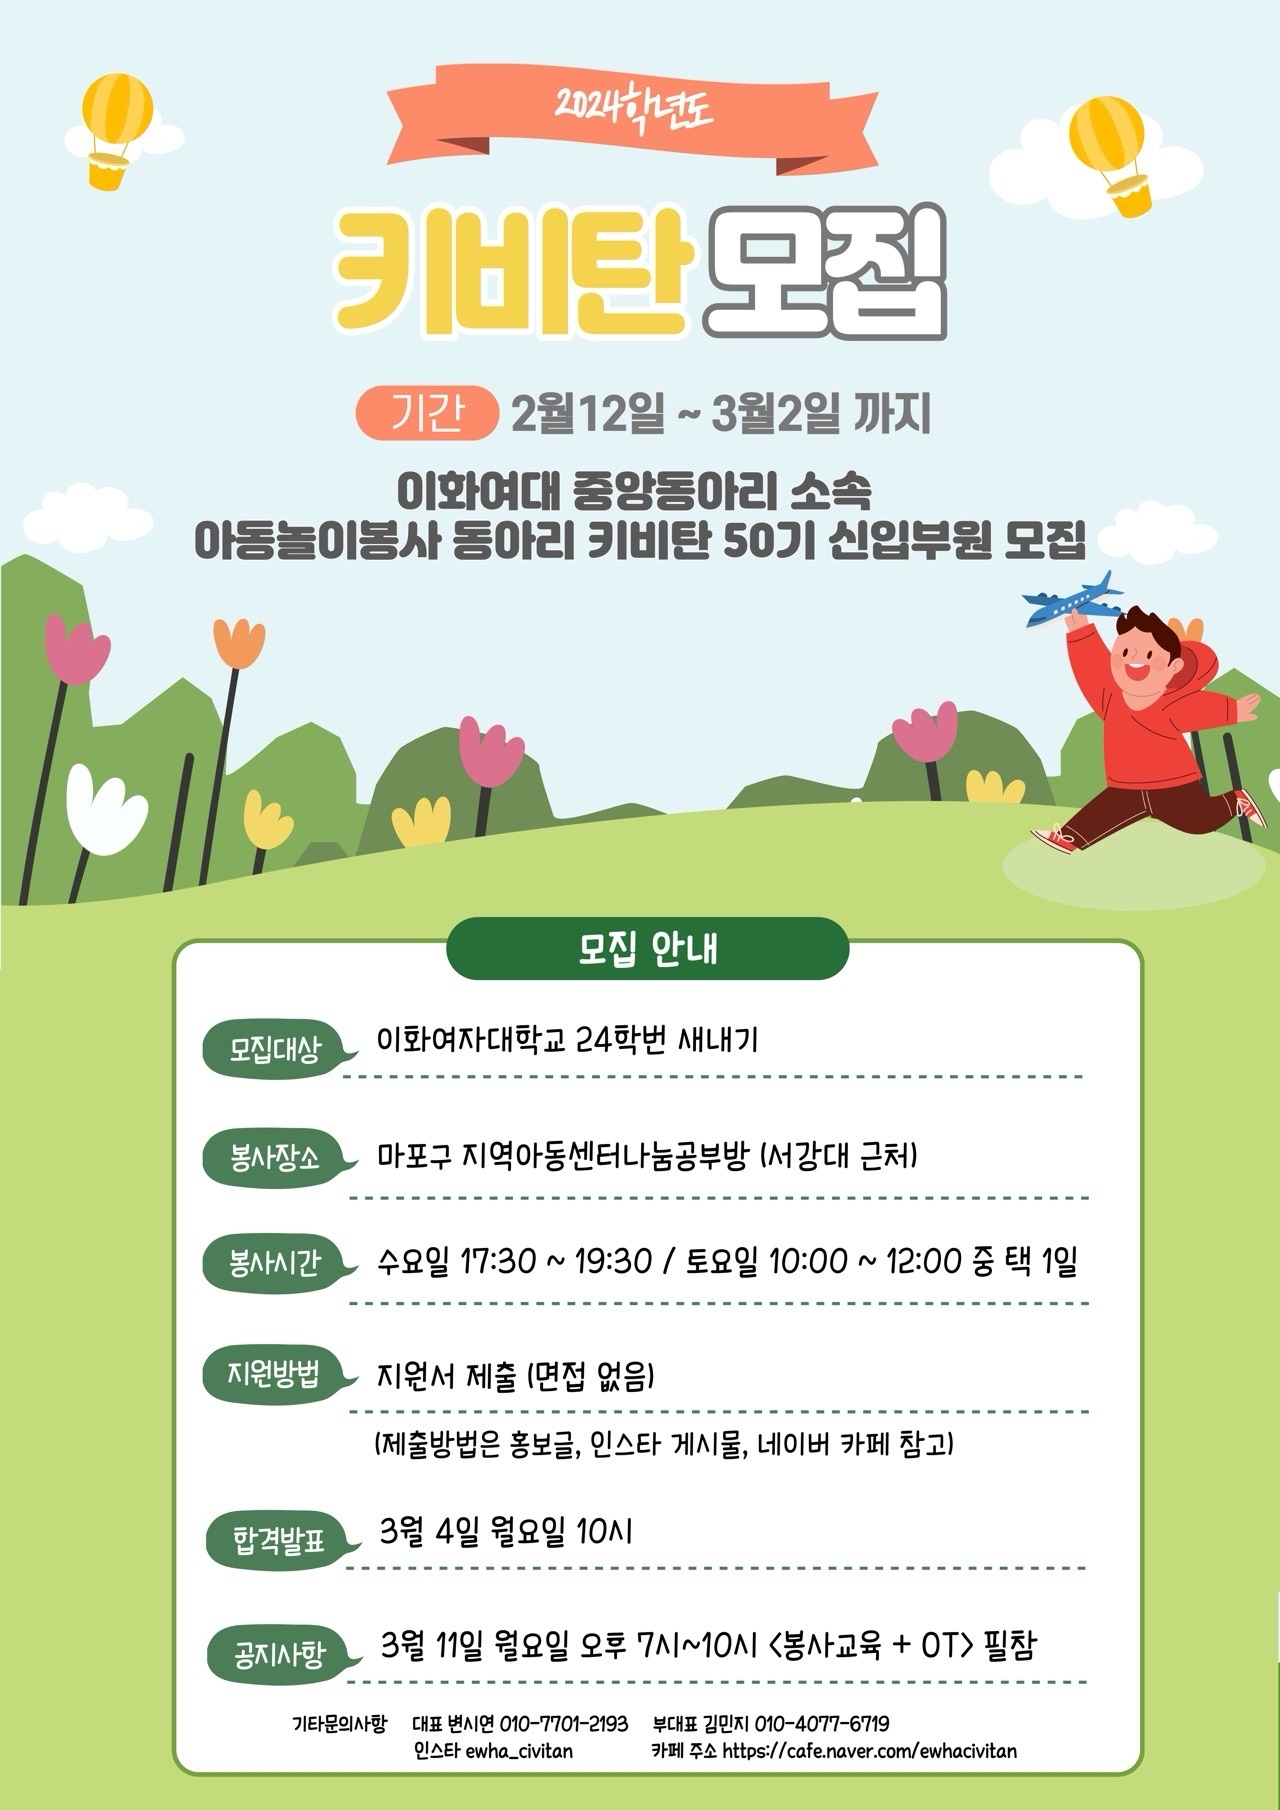 2024학년도
키비탄 모집
기간 2월12일 ~ 3월2일 까지
이화여대 중앙동아리 소속
아동놀이봉사 동아리 키비탄 50기 신입부원 모집
모집 안내
모집대상 이화여자대학교 24학번 새내기
봉사장소 마포구 지역아동센터나눔공부방 (서강대 근처)
봉사시간 수요일 17:30 ~ 19:30 / 토요일 10:00 ~ 12:00 중 택 1일
지원방법 지원서 제출 (면접 없음)
(제출방법은 홍보글, 인스타 게시물, 네이버 카페 참고)
합격발표 3월 4일 월요일 10시
공지사항 3월 11일 월요일 오후 7시~10시 <봉사교육 + OT> 필참
기타문의사항 대표 변시연 010-7701-2193 부대표 김민지 010-4077-6719
인스타 ewha_civitan 카페 주소 https://cafe.naver.com/ewhacivitan